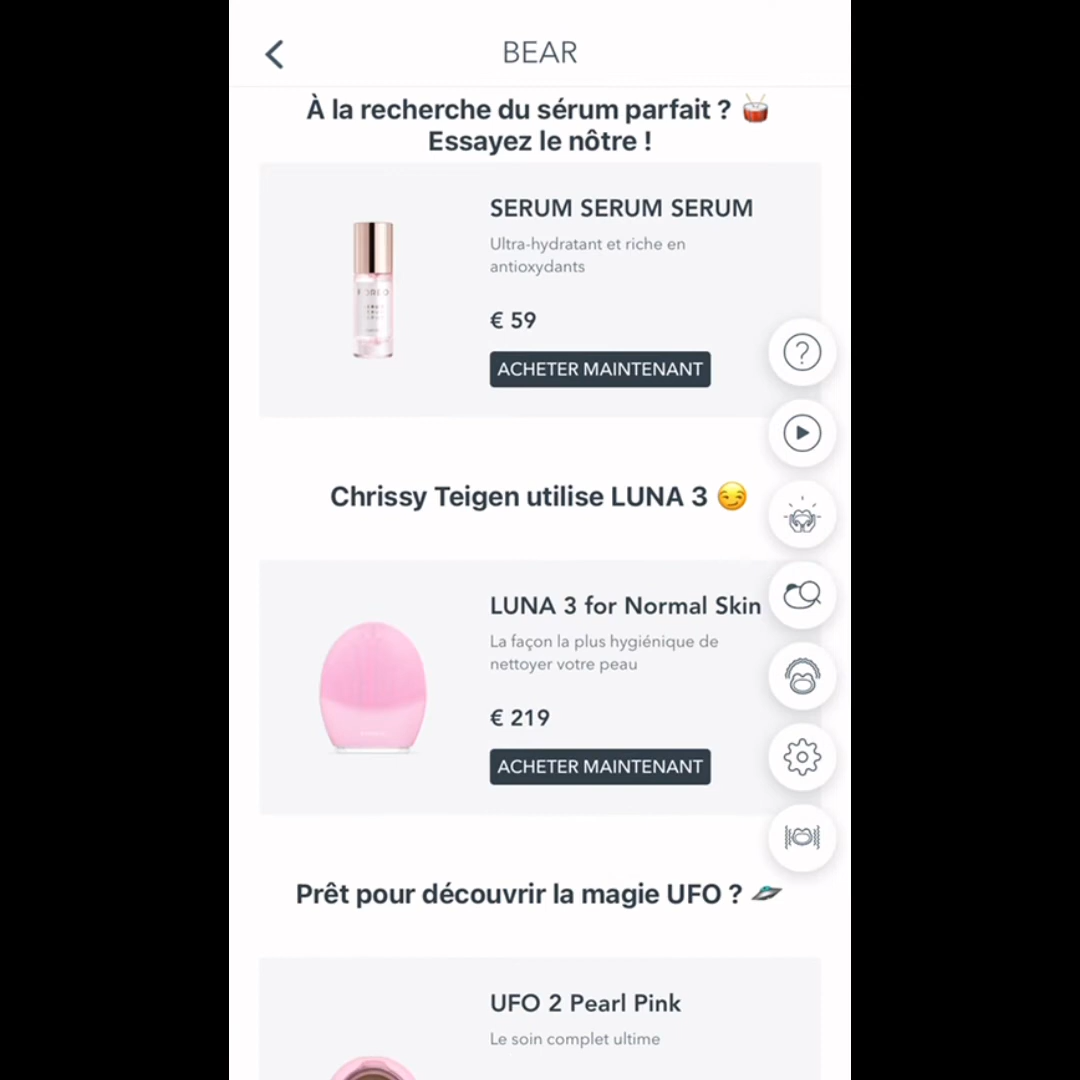 BEAR
À la recherche du sérum parfait ? 🥁
Essayez le nôtre !
SERUM SERUM SERUM
Ultra-hydratant et riche en
antioxydants
€ 59
ACHETER MAINTENANT
Chrissy Teigen utilise LUNA 3 😏
LUNA 3 for Normal Skin
La façon la plus hygiénique de
nettoyer votre peau
€ 219
ACHETER MAINTENANT
Prêt pour découvrir la magie UFO ? 🛸
UFO 2 Pearl Pink
Le soin complet ultime